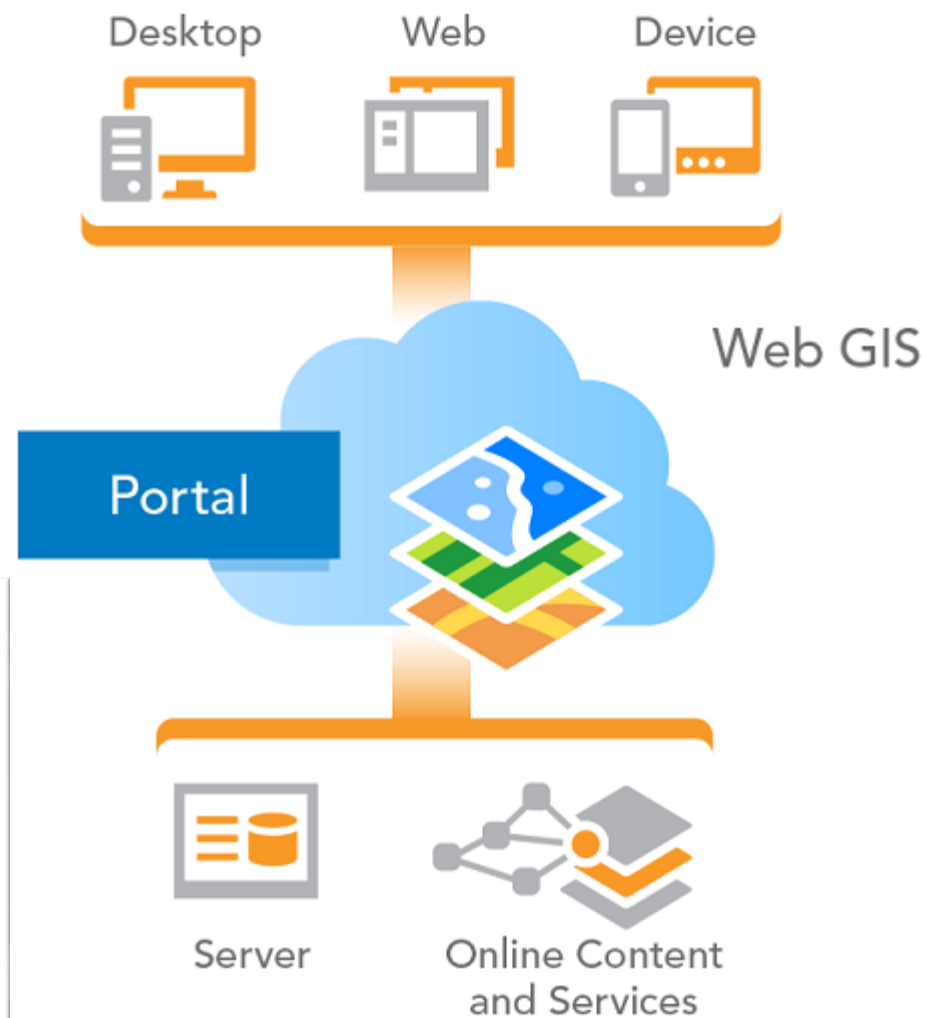 Desktop
Web
Device
Web GIS
Portal
Server
Online Content
and Services